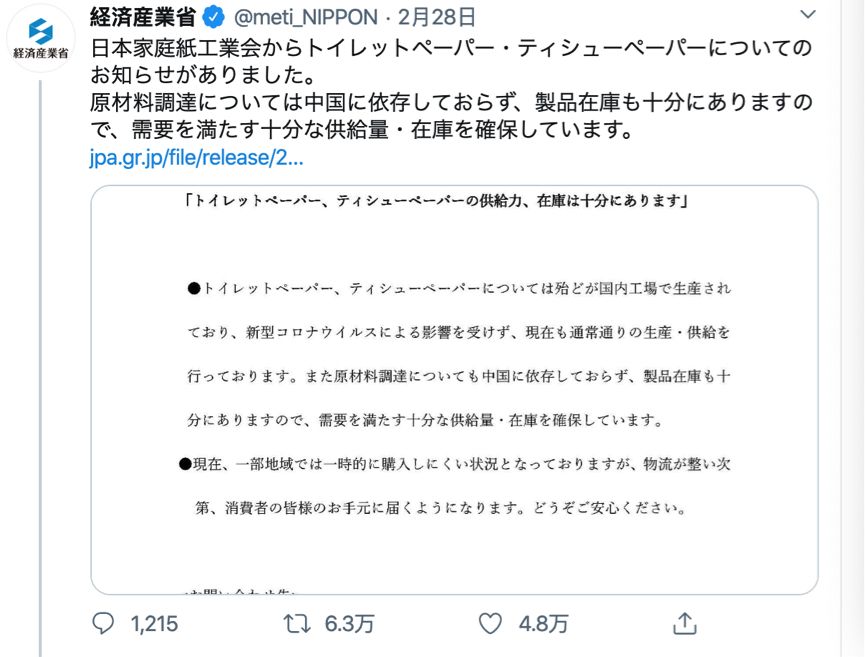 経済産業省 @meti_NIPPON · 2月28日
経済産業省
日本家庭紙工業会からトイレットペーパー・ティシューペーパーについての
お知らせがありました。
原材料調達については中国に依存しておらず、製品在庫も十分にありますの
で、需要を満たす十分な供給量・在庫を確保しています。
jpa.gr.jp/file/release/2...
「トイレットペーパー、ティシューペーパーの供給力、在庫は十分にあります」
●トイレットペーパー、ティシューペーパーについては殆どが国内工場で生産され
ており、新型コロナウイルスによる影響を受けず、現在も通常通りの生産・供給を
行っております。また原材料調達についても中国に依存しておらず、製品在庫も十
分にありますので、需要を満たす十分な供給量・在庫を確保しています。
●現在、一部地域では一時的に購入しにくい状況となっておりますが、物流が整い次
第、消費者の皆様のお手元に届くようになります。どうぞご安心ください。
1,215 6.3万 4.8万